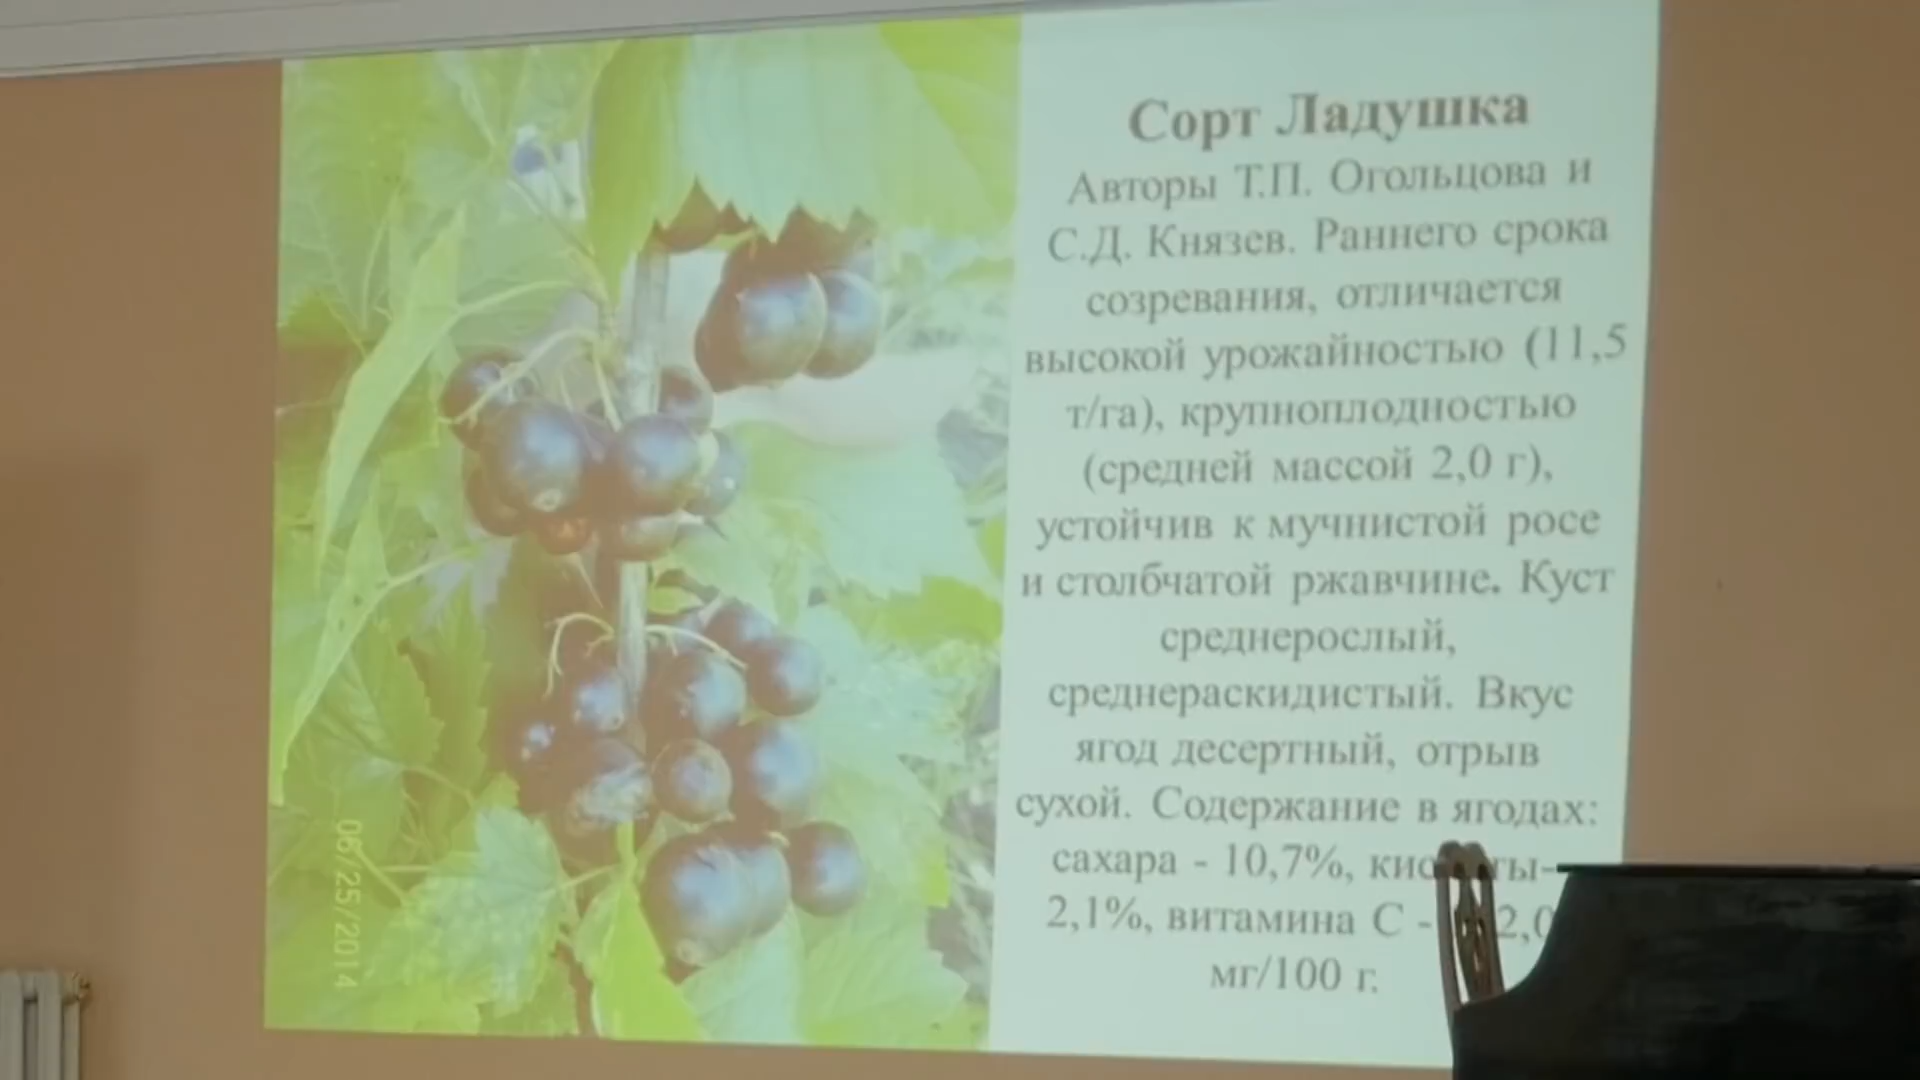 Сорт Ладушка
Авторы Т.П. Огольцова и
С.Д. Князев. Раннего срока
созревания, отличается
высокой урожайностью (11,5
т/га), крупноплодностью
(средней массой 2,0 г),
устойчив к мучнистой росе
и столбчатой ржавчине. Куст
среднерослый,
среднераскидистый. Вкус
ягод десертный, отрыв
сухой. Содержание в ягодах:
сахара - 10,7%,
2,1%, витамина С -
мг/100 г.
06/25/2014